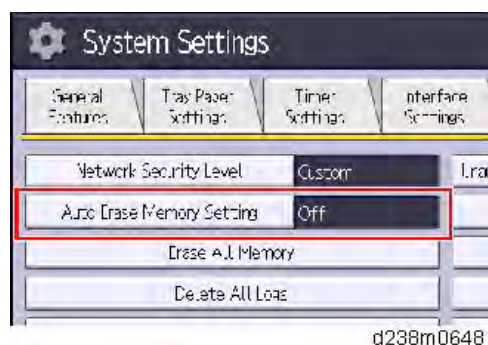 System Settings
General Features
Tray Paper Settings
Timer Settings
Interface Settings
Network Security Level
Custom
Auto Erase Memory Setting
Off
Erase All Memory
Delete All Logs
d238m0648